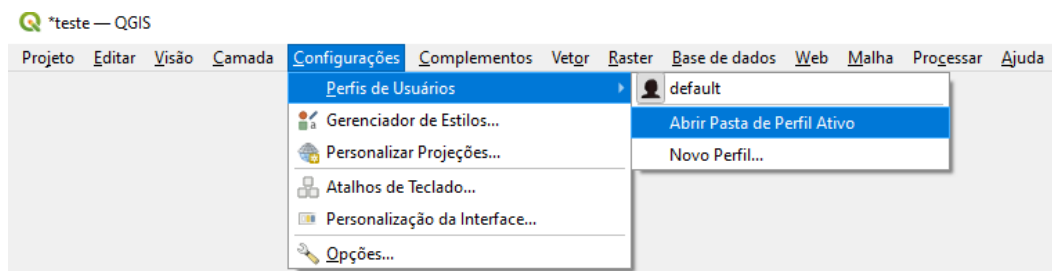 *teste — QGIS
Projeto Editar Visão Camada Configurações Complementos Vetor Raster Base de dados Web Malha Processar Ajuda
Perfis de Usuários
default
Gerenciador de Estilos...
Abrir Pasta de Perfil Ativo
Personalizar Projeções...
Novo Perfil...
Atalhos de Teclado...
Personalização da Interface...
Opções...